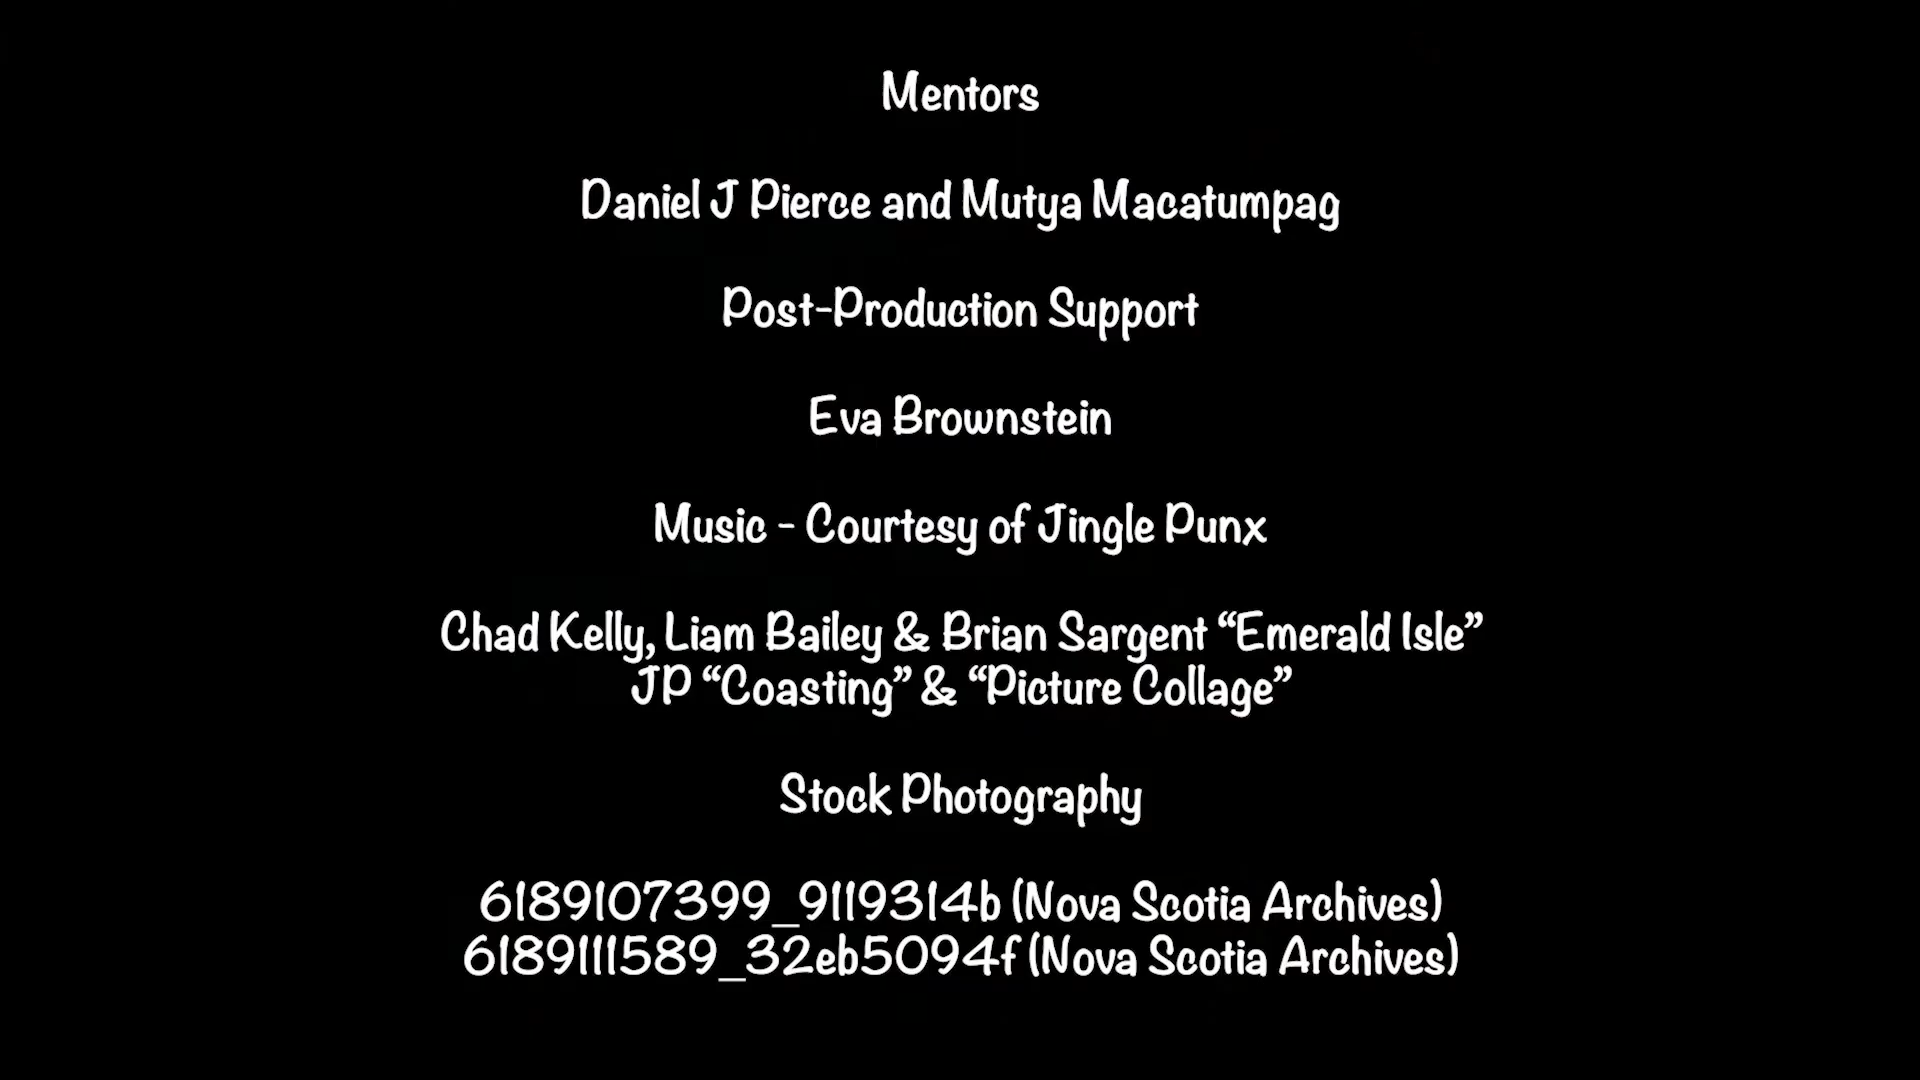 Mentors
Daniel J Pierce and Mutya Macatumpag
Post-Production Support
Eva Brownstein
Music - Courtesy of Jingle Punx
Chad Kelly, Liam Bailey & Brian Sargent “Emerald Isle”
JP “Coasting” & “Picture Collage”
Stock Photography
6189107399_9119314b (Nova Scotia Archives)
6189111589_32eb5094f (Nova Scotia Archives)